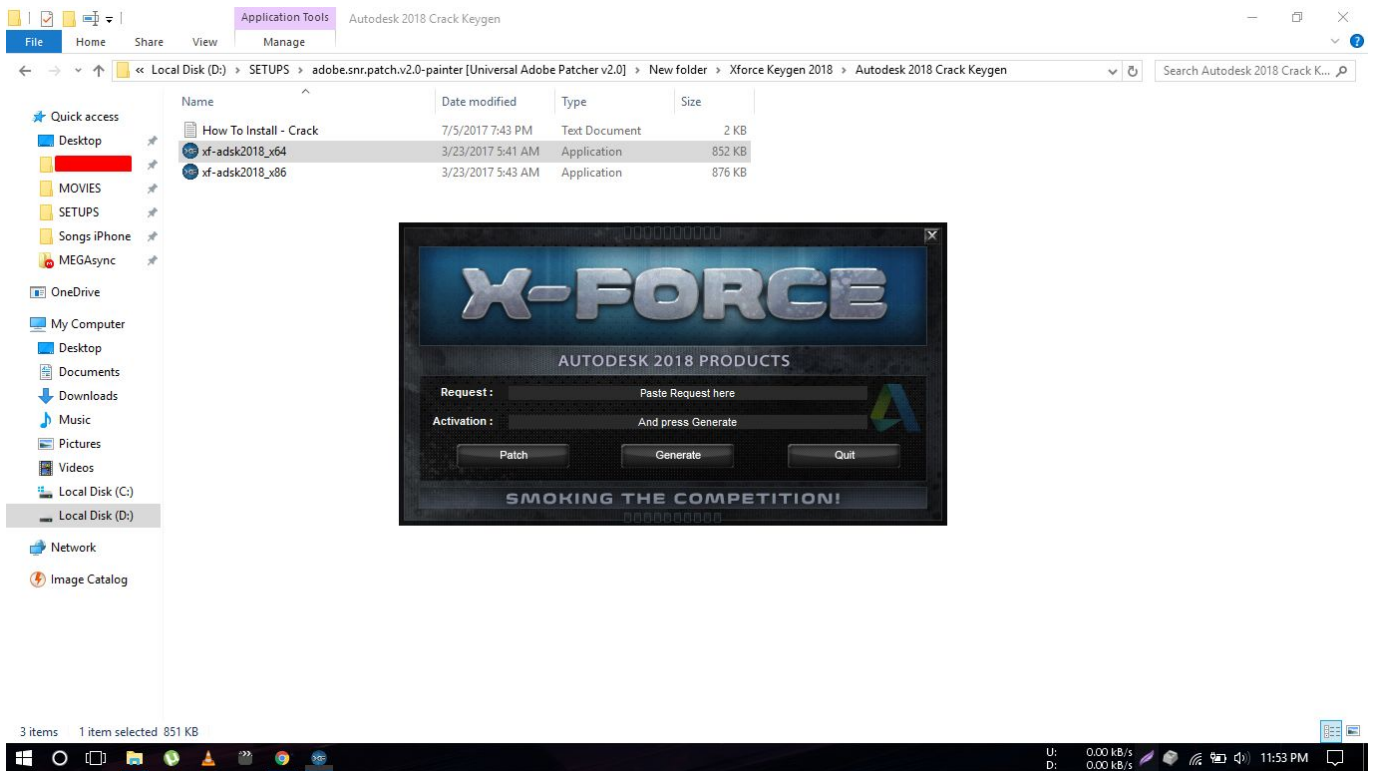 Application Tools
Autodesk 2018 Crack Keygen
File
Home
Share
View
Manage
« Local Disk (D:) > SETUPS > adobe.snr.patch.v2.0-painter [Universal Adobe Patcher v2.0] > New folder > Xforce Keygen 2018 > Autodesk 2018 Crack Keygen
Search Autodesk 2018 Crack K...
Name
Date modified
Type
Size
How To Install - Crack
7/5/2017 7:43 PM
Text Document
2 KB
xf-adsk2018_x64
3/23/2017 5:41 AM
Application
852 KB
xf-adsk2018_x86
3/23/2017 5:43 AM
Application
876 KB
Quick access
Desktop
MOVIES
SETUPS
Songs iPhone
MEGAsync
OneDrive
My Computer
Desktop
Documents
Downloads
Music
Pictures
Videos
Local Disk (C:)
Local Disk (D:)
Network
Image Catalog
X-FORCE
AUTODESK 2018 PRODUCTS
Request :
Paste Request here
Activation :
And press Generate
Patch
Generate
Quit
SMOKING THE COMPETITION!
3 items
1 item selected 851 KB
U:
0.00 kB/s
D:
0.00 kB/s
11:53 PM